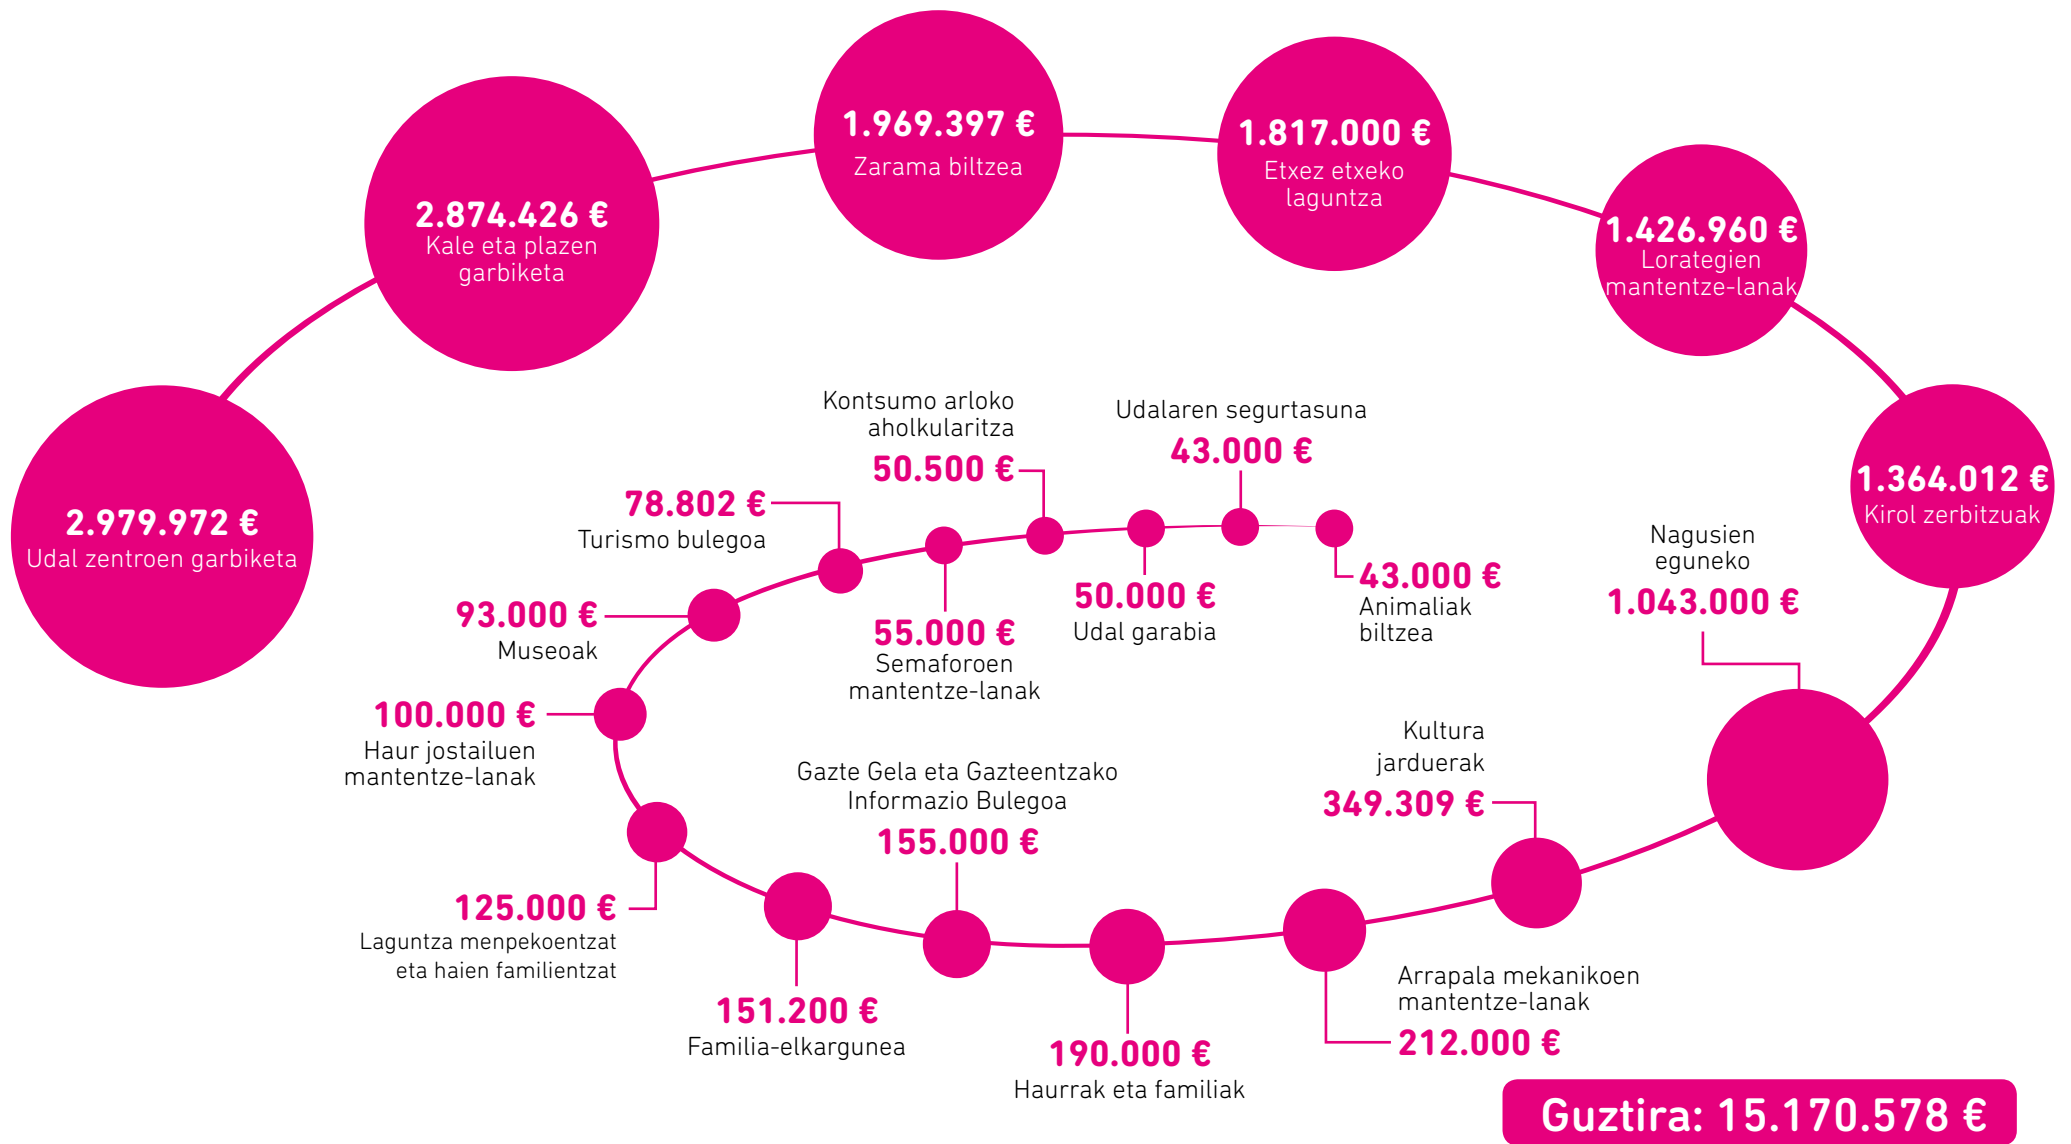 2.979.972 €
Udal zentroen garbiketa
2.874.426 €
Kale eta plazen
garbiketa
1.969.397 €
Zarama biltzea
1.817.000 €
Etxez etxeko
laguntza
1.426.960 €
Lorategien
mantentze-lanak
1.364.012 €
Kirol zerbitzuak
Nagusien
eguneko
1.043.000 €
Kultura
jarduerak
349.309 €
Arrapala mekanikoen
mantentze-lanak
212.000 €
190.000 €
Haurrak eta familiak
Gazte Gela eta Gazteentzako
Informazio Bulegoa
155.000 €
151.200 €
Familia-elkargunea
125.000 €
Laguntza menpekoentzat
eta haien familientzat
100.000 €
Haur jostailuen
mantentze-lanak
93.000 €
Museoak
78.802 €
Turismo bulegoa
55.000 €
Semaforoen
mantentze-lanak
Kontsumo arloko
aholkularitza
50.500 €
50.000 €
Udal garabia
Udalaren segurtasuna
43.000 €
43.000 €
Animaliak
biltzea
Guztira: 15.170.578 €